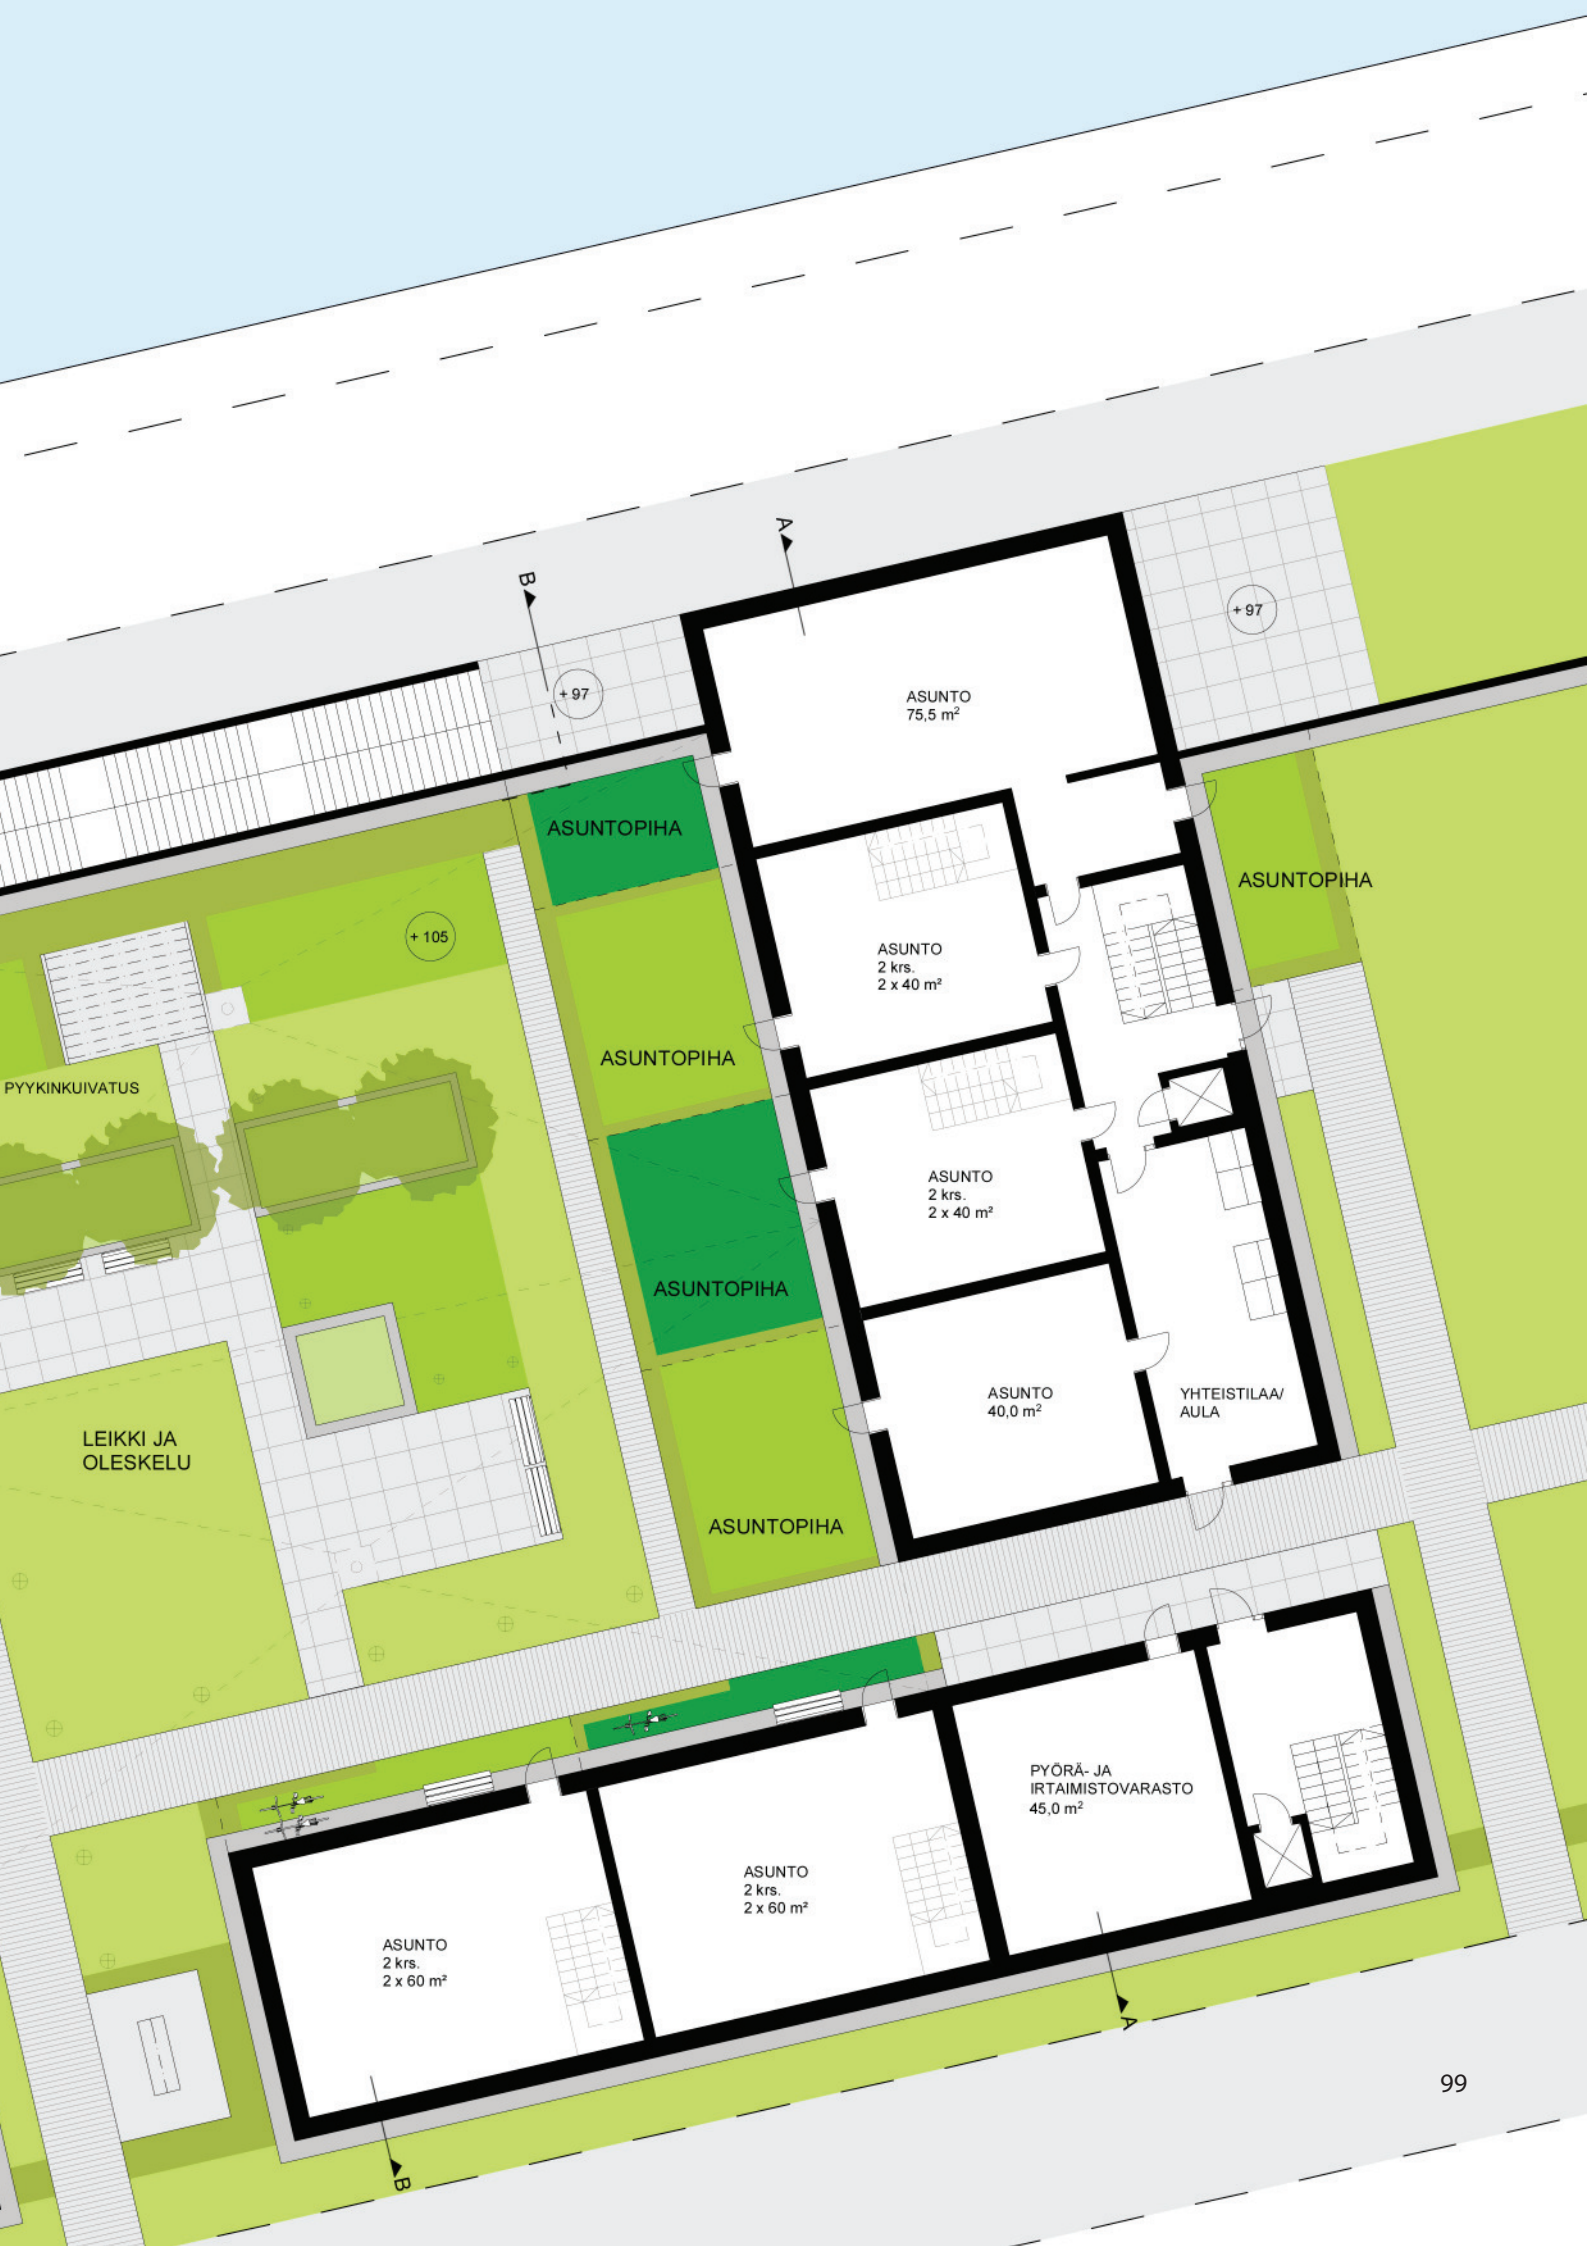 A
B
+ 97
+ 97
ASUNTO
75,5 m²
ASUNTOPIHA
ASUNTOPIHA
+ 105
ASUNTO
2 krs.
2 x 40 m²
ASUNTOPIHA
PYYKINKUIVATUS
ASUNTO
2 krs.
2 x 40 m²
ASUNTOPIHA
ASUNTO
40,0 m²
YHTEISTILAA/
AULA
LEIKKI JA
OLESKELU
ASUNTOPIHA
PYÖRÄ- JA
IRTAIMISTOVARASTO
45,0 m²
ASUNTO
2 krs.
2 x 60 m²
ASUNTO
2 krs.
2 x 60 m²
A
B
99